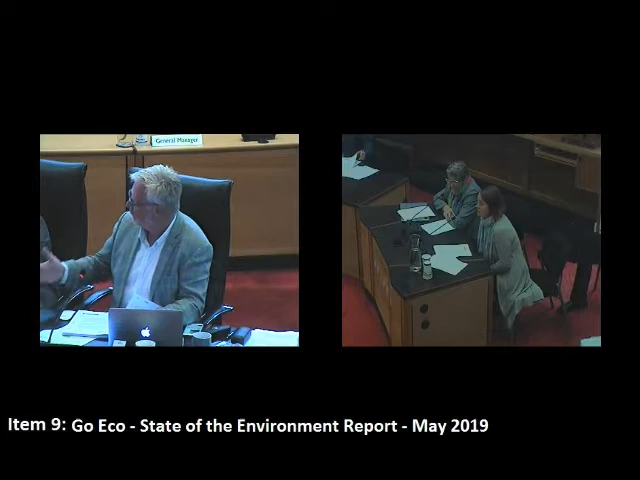 General Manager
Item 9: Go Eco - State of the Environment Report - May 2019